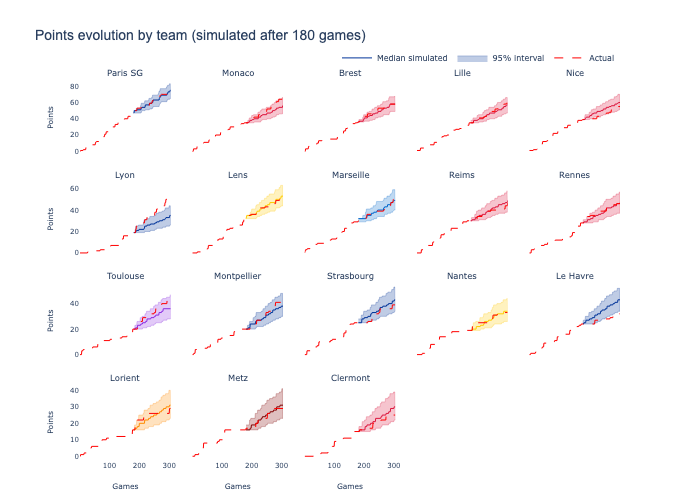 Points evolution by team (simulated after 180 games)
Median simulated 95% interval Actual
Paris SG Monaco Brest Lille Nice
80
60
40
20
0
Points
Lyon Lens Marseille Reims Rennes
60
40
20
0
Points
Toulouse Montpellier Strasbourg Nantes Le Havre
40
20
0
Points
Lorient Metz Clermont
40
30
20
10
0
Points
100 200 300 100 200 300 100 200 300
Games Games Games